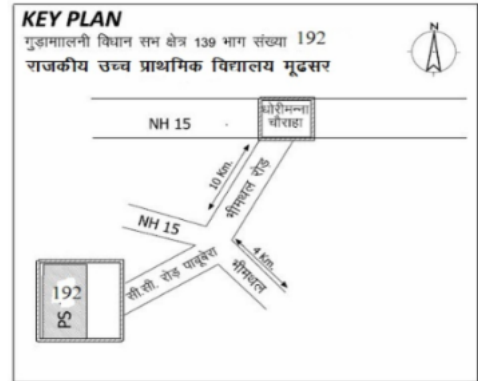 KEY PLAN
N
गुडामाालनी विधान सभ क्षेत्र 139 भाग संख्या 192
राजकीय उच्च प्राथमिक विद्यालय मूढसर
धोरीमन्ना
चौराहा
NH 15
10 Km.
भीमथल रोड़
NH 15
4 Km.
भीमथल
सी.सी. रोड़ पाबूबेरा
192
PS